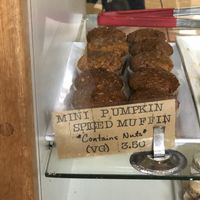 MINI PUMPKIN
SPICED MUFFIN
*Contains Nuts*
(VG) 3.50